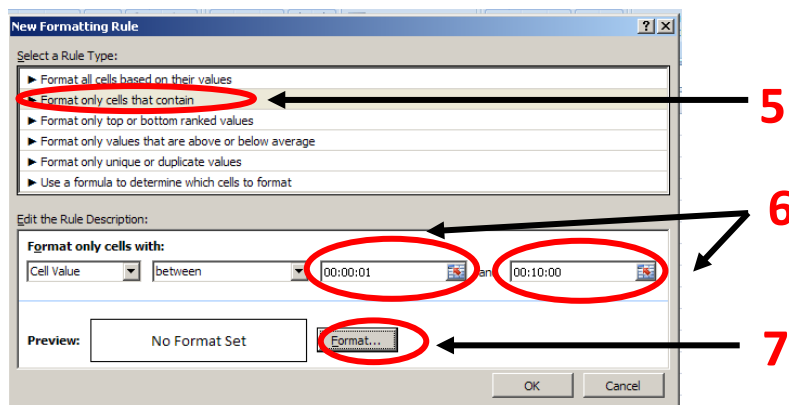 New Formatting Rule
Select a Rule Type:
► Format all cells based on their values
► Format only cells that contain
5
► Format only top or bottom ranked values
► Format only values that are above or below average
► Format only unique or duplicate values
► Use a formula to determine which cells to format
6
Edit the Rule Description:
Format only cells with:
Cell Value between 00:00:01 and 00:10:00
Preview: No Format Set Format...
7
OK Cancel